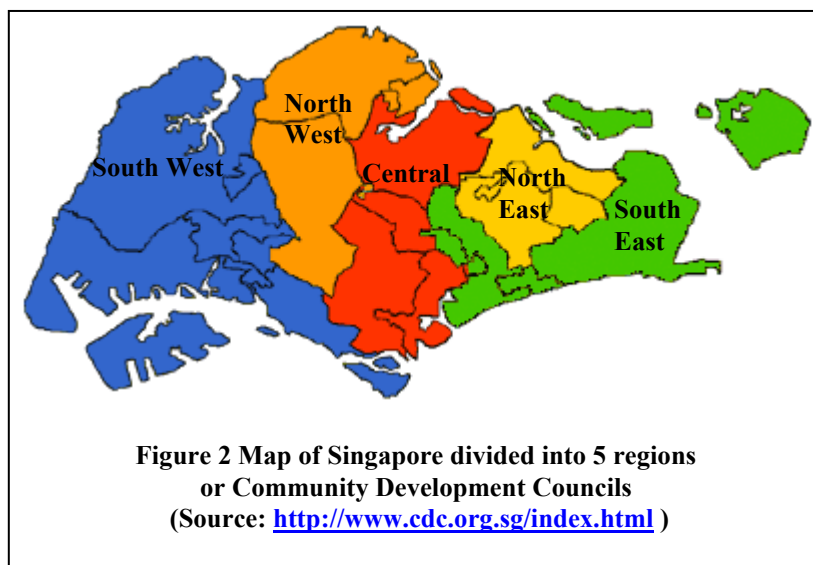 North
West
South West
Central
North
East
South
East
Figure 2 Map of Singapore divided into 5 regions
or Community Development Councils
(Source: http://www.cdc.org.sg/index.html )